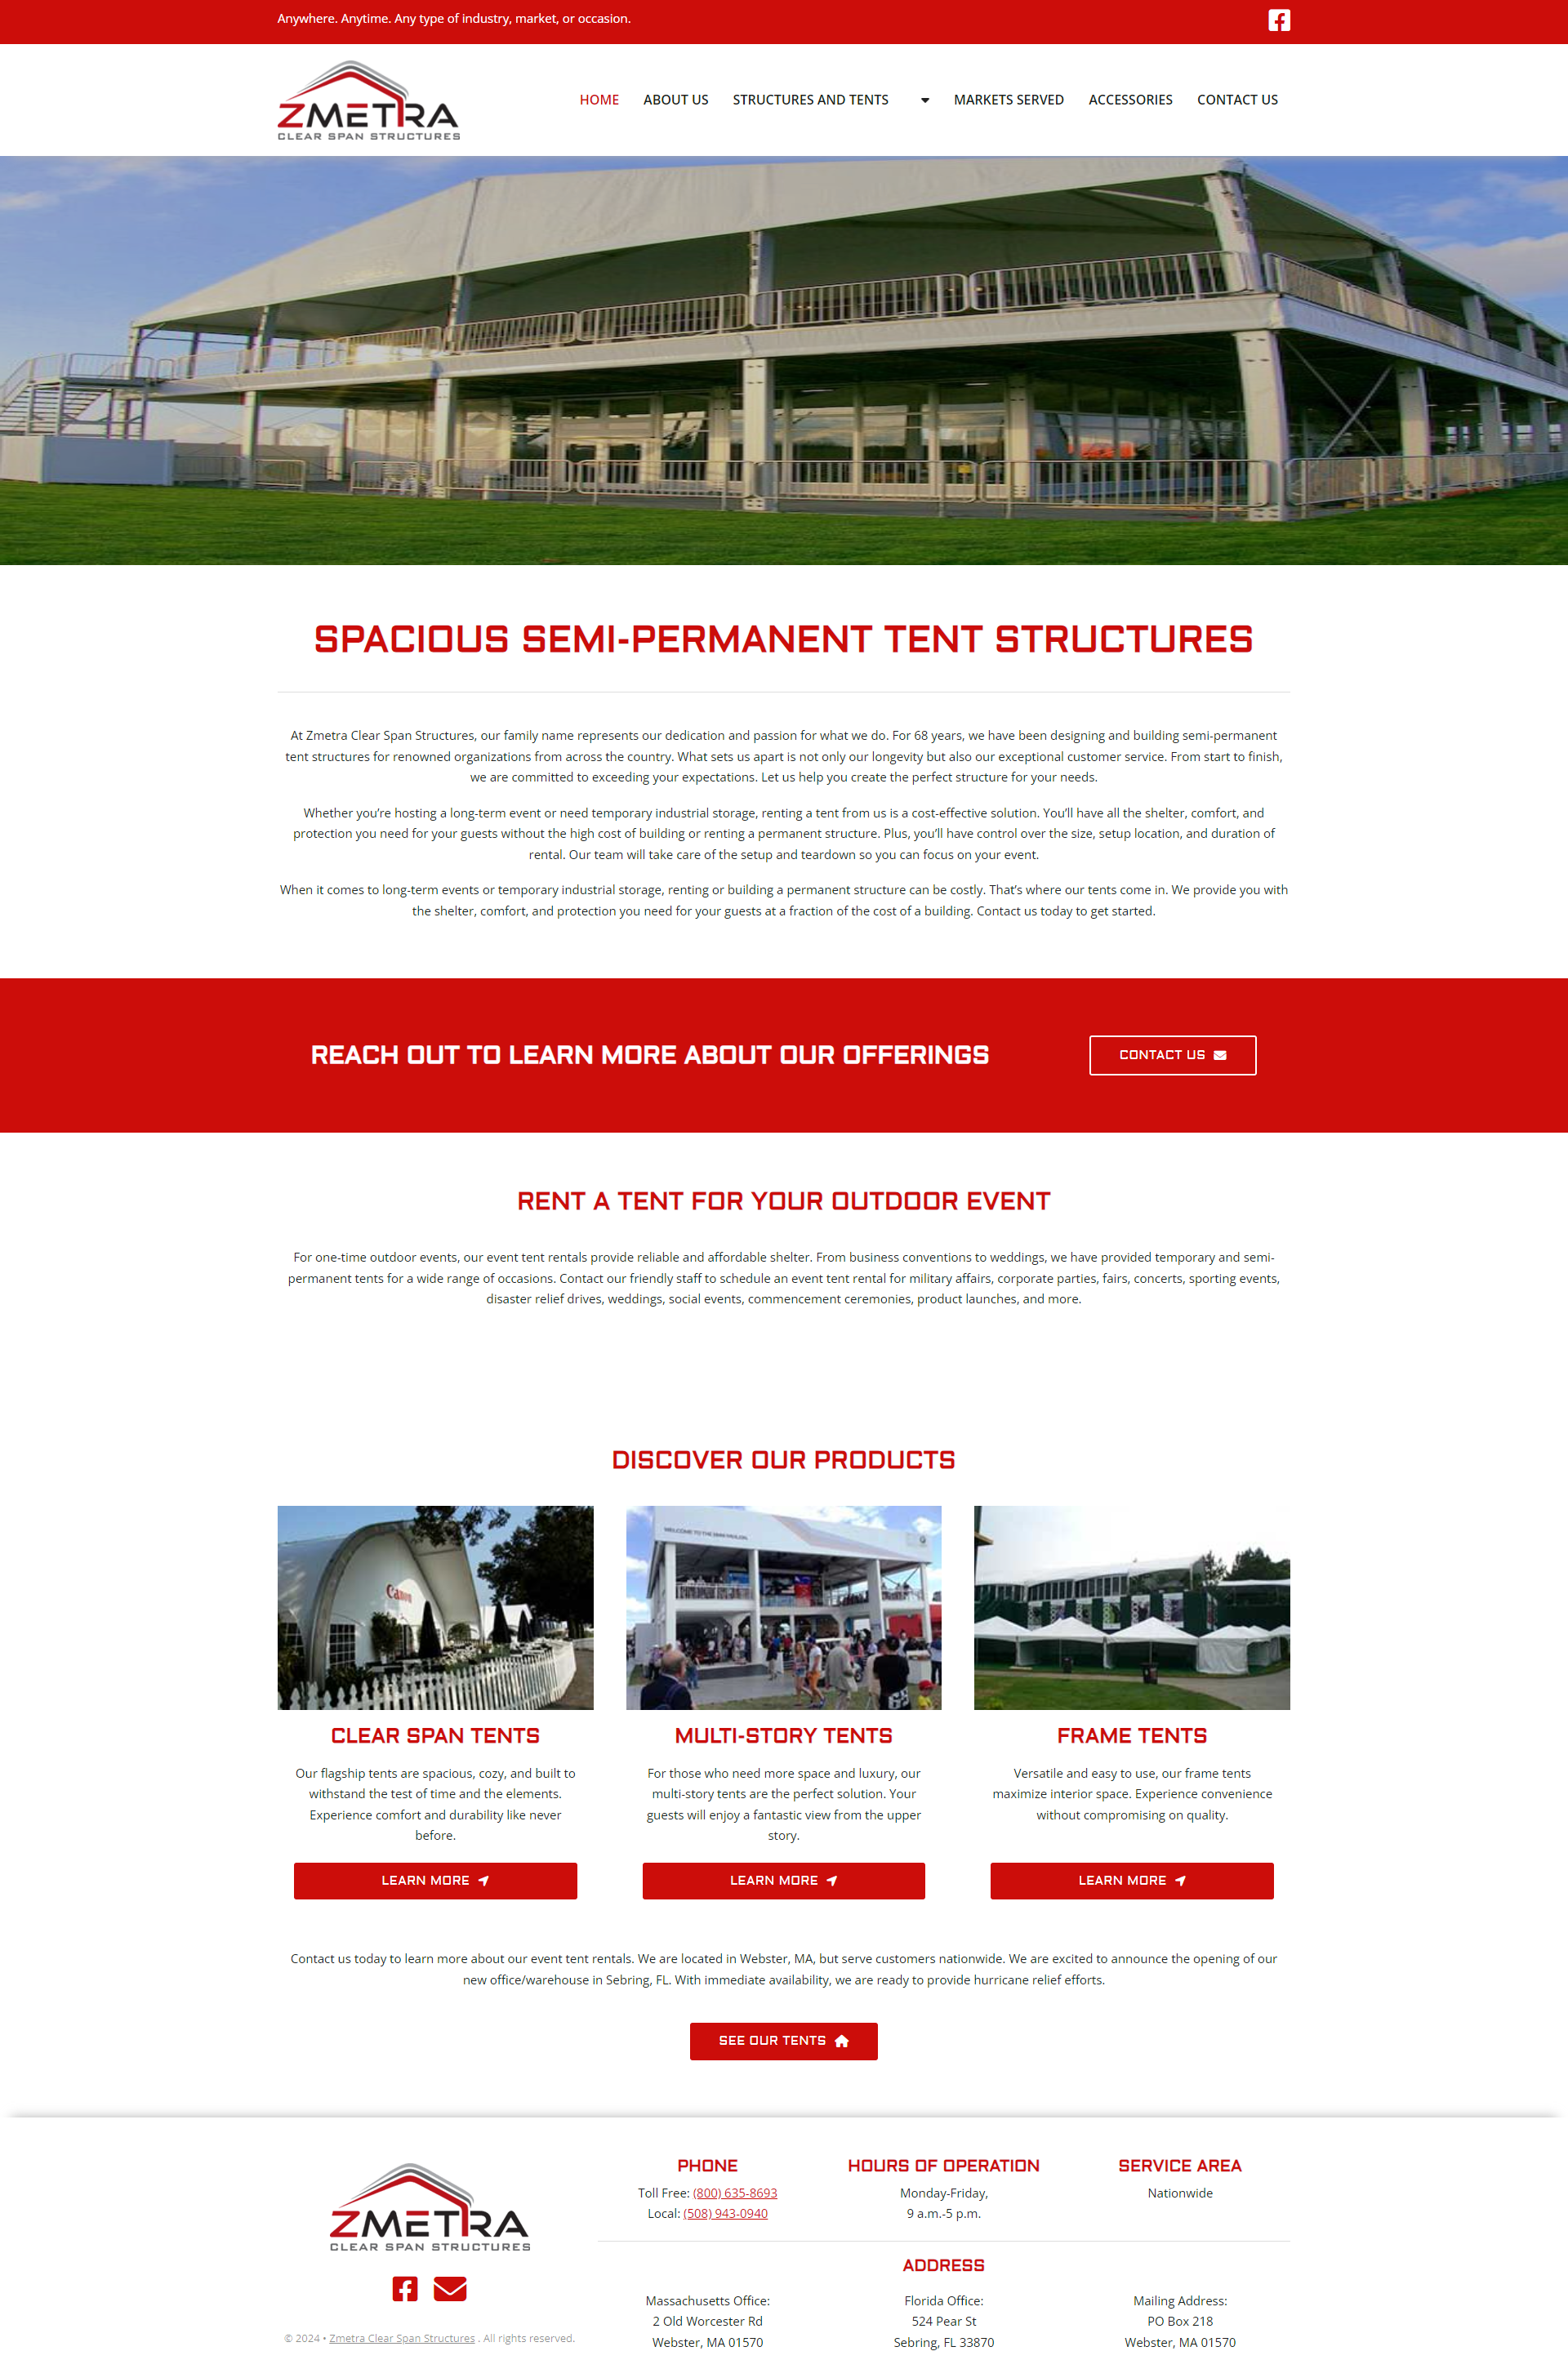 Anywhere. Anytime. Any type of industry, market, or occasion.
ZMETRA
CLEAR SPAN STRUCTURES
HOME ABOUT US STRUCTURES AND TENTS MARKETS SERVED ACCESSORIES CONTACT US
SPACIOUS SEMI-PERMANENT TENT STRUCTURES
At Zmetra Clear Span Structures, our family name represents our dedication and passion for what we do. For 68 years, we have been designing and building semi-permanent
tent structures for renowned organizations from across the country. What sets us apart is not only our longevity but also our exceptional customer service. From start to finish,
we are committed to exceeding your expectations. Let us help you create the perfect structure for your needs.
Whether you’re hosting a long-term event or need temporary industrial storage, renting a tent from us is a cost-effective solution. You’ll have all the shelter, comfort, and
protection you need for your guests without the high cost of building or renting a permanent structure. Plus, you’ll have control over the size, setup location, and duration of
rental. Our team will take care of the setup and teardown so you can focus on your event.
When it comes to long-term events or temporary industrial storage, renting or building a permanent structure can be costly. That’s where our tents come in. We provide you with
the shelter, comfort, and protection you need for your guests at a fraction of the cost of a building. Contact us today to get started.
REACH OUT TO LEARN MORE ABOUT OUR OFFERINGS
CONTACT US
RENT A TENT FOR YOUR OUTDOOR EVENT
For one-time outdoor events, our event tent rentals provide reliable and affordable shelter. From business conventions to weddings, we have provided temporary and semi-
permanent tents for a wide range of occasions. Contact our friendly staff to schedule an event tent rental for military affairs, corporate parties, fairs, concerts, sporting events,
disaster relief drives, weddings, social events, commencement ceremonies, product launches, and more.
DISCOVER OUR PRODUCTS
Canon
WELCOME TO THE BMW PAVILION.
CLEAR SPAN TENTS
Our flagship tents are spacious, cozy, and built to
withstand the test of time and the elements.
Experience comfort and durability like never
before.
LEARN MORE
MULTI-STORY TENTS
For those who need more space and luxury, our
multi-story tents are the perfect solution. Your
guests will enjoy a fantastic view from the upper
story.
LEARN MORE
FRAME TENTS
Versatile and easy to use, our frame tents
maximize interior space. Experience convenience
without compromising on quality.
LEARN MORE
Contact us today to learn more about our event tent rentals. We are located in Webster, MA, but serve customers nationwide. We are excited to announce the opening of our
new office/warehouse in Sebring, FL. With immediate availability, we are ready to provide hurricane relief efforts.
SEE OUR TENTS
ZMETRA
CLEAR SPAN STRUCTURES
© 2024 • Zmetra Clear Span Structures . All rights reserved.
PHONE
Toll Free: (800) 635-8693
Local: (508) 943-0940
HOURS OF OPERATION
Monday-Friday,
9 a.m.-5 p.m.
SERVICE AREA
Nationwide
ADDRESS
Massachusetts Office:
2 Old Worcester Rd
Webster, MA 01570
Florida Office:
524 Pear St
Sebring, FL 33870
Mailing Address:
PO Box 218
Webster, MA 01570